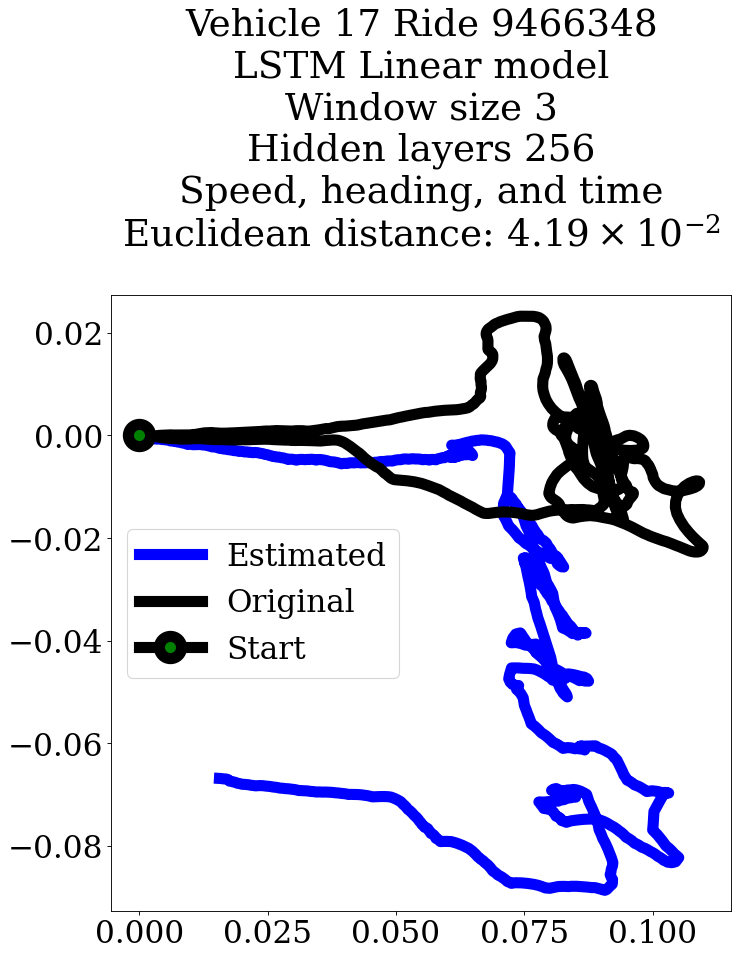 Vehicle 17 Ride 9466348
LSTM Linear model
Window size 3
Hidden layers 256
Speed, heading, and time
Euclidean distance: 4.19 × 10⁻²
0.02
0.00
−0.02
−0.04
−0.06
−0.08
Estimated
Original
Start
0.000 0.025 0.050 0.075 0.100